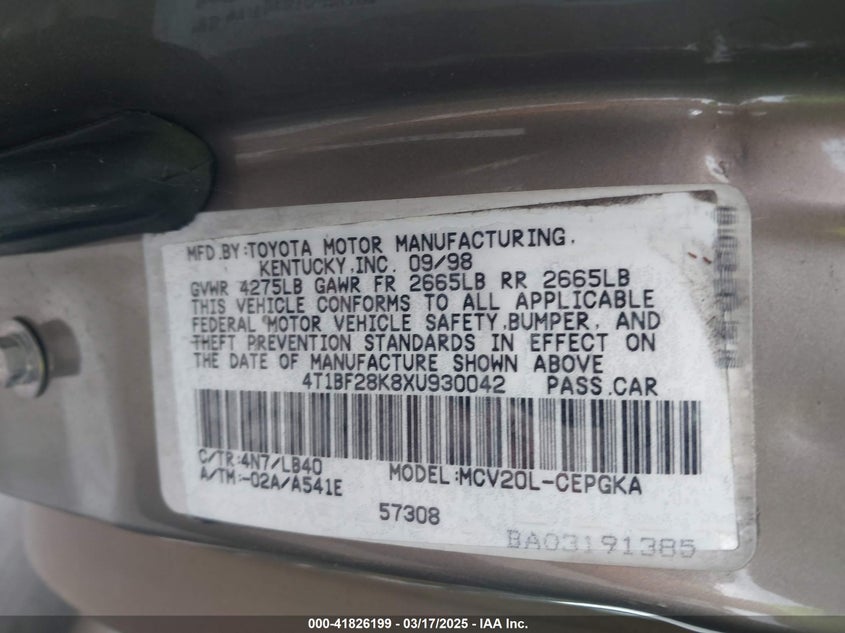 MFD.BY:TOYOTA MOTOR MANUFACTURING,
KENTUCKY,INC. 09/98
GVWR 4275LB GAWR FR 2665LB RR 2665LB
THIS VEHICLE CONFORMS TO ALL APPLICABLE
FEDERAL MOTOR VEHICLE SAFETY,BUMPER, AND
THEFT PREVENTION STANDARDS IN EFFECT ON
THE DATE OF MANUFACTURE SHOWN ABOVE
4T1BF28K8XU930042 PASS.CAR
C/TR:4N7/LB40 MODEL:MCV20L-CEPGKA
A/TM:-02A/A541E
57308
BA03191385
000-41826199 - 03/17/2025 - IAA Inc.